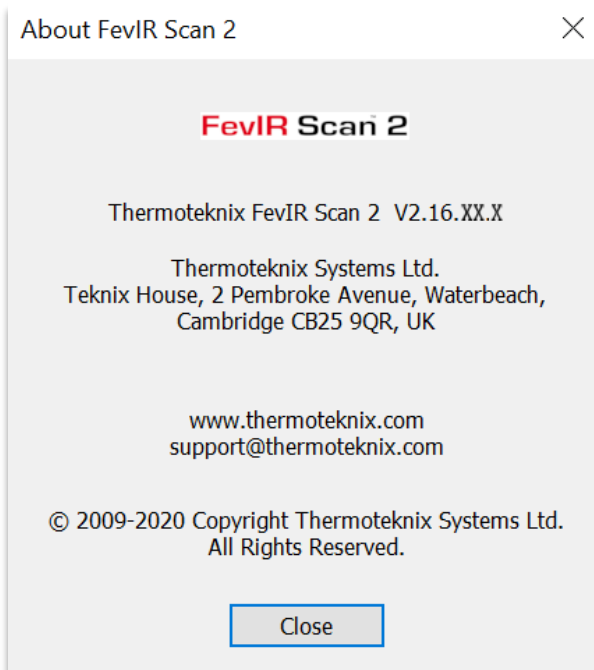 About FevIR Scan 2
FevIR Scan™ 2
Thermoteknix FevIR Scan 2 V2.16.XX.X
Thermoteknix Systems Ltd.
Teknix House, 2 Pembroke Avenue, Waterbeach,
Cambridge CB25 9QR, UK
www.thermoteknix.com
support@thermoteknix.com
© 2009-2020 Copyright Thermoteknix Systems Ltd.
All Rights Reserved.
Close